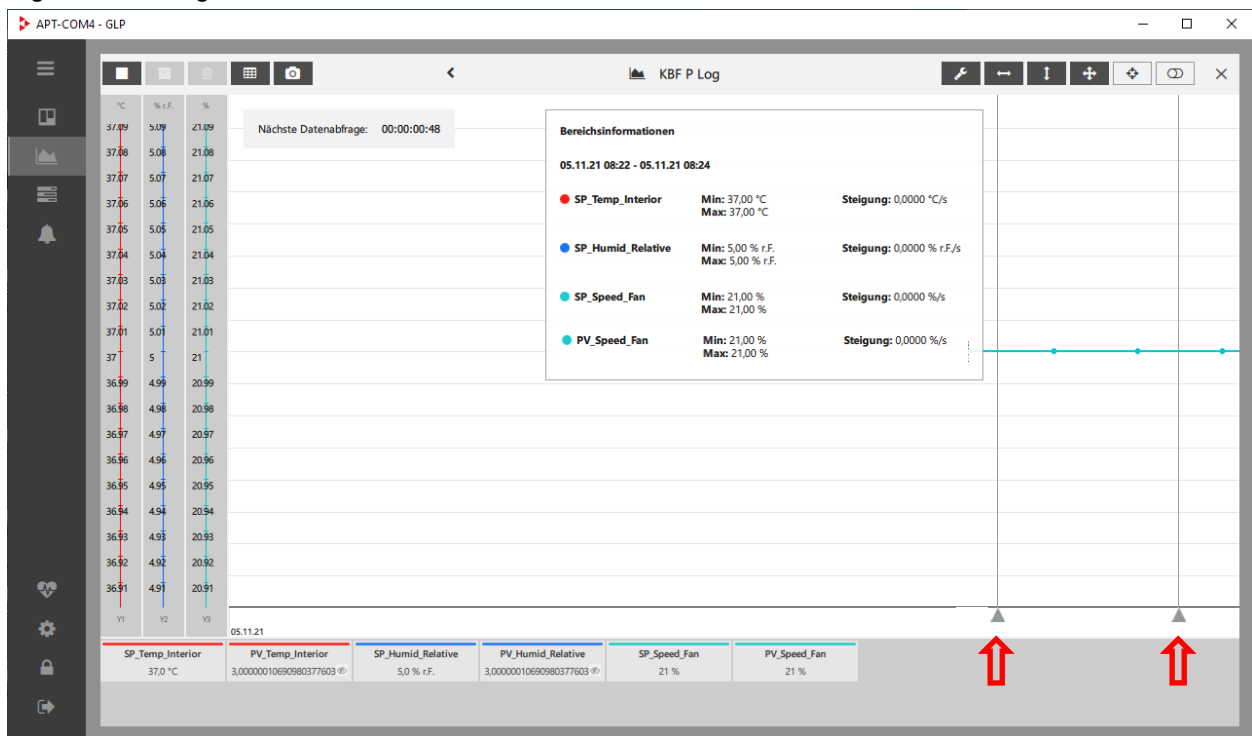 APT-COM4 - GLP
KBF P Log
°C % r.F. %
37.09 5.09 21.09
37.08 5.08 21.08
37.07 5.07 21.07
37.06 5.06 21.06
37.05 5.05 21.05
37.04 5.04 21.04
37.03 5.03 21.03
37.02 5.02 21.02
37.01 5.01 21.01
37 5 21
36.99 4.99 20.99
36.98 4.98 20.98
36.97 4.97 20.97
36.96 4.96 20.96
36.95 4.95 20.95
36.94 4.94 20.94
36.93 4.93 20.93
36.92 4.92 20.92
36.91 4.91 20.91
Y1 Y2 Y3
Nächste Datenabfrage: 00:00:00:48
Bereichsinformationen
05.11.21 08:22 - 05.11.21 08:24
SP_Temp_Interior Min: 37,00 °C Steigung: 0,0000 °C/s
Max: 37,00 °C
SP_Humid_Relative Min: 5,00 % r.F. Steigung: 0,0000 % r.F./s
Max: 5,00 % r.F.
SP_Speed_Fan Min: 21,00 % Steigung: 0,0000 %/s
Max: 21,00 %
PV_Speed_Fan Min: 21,00 % Steigung: 0,0000 %/s
Max: 21,00 %
05.11.21
SP_Temp_Interior PV_Temp_Interior SP_Humid_Relative PV_Humid_Relative SP_Speed_Fan PV_Speed_Fan
37,0 °C 3,00000010690980377603 5,0 % r.F. 3,00000010690980377603 21 % 21 %